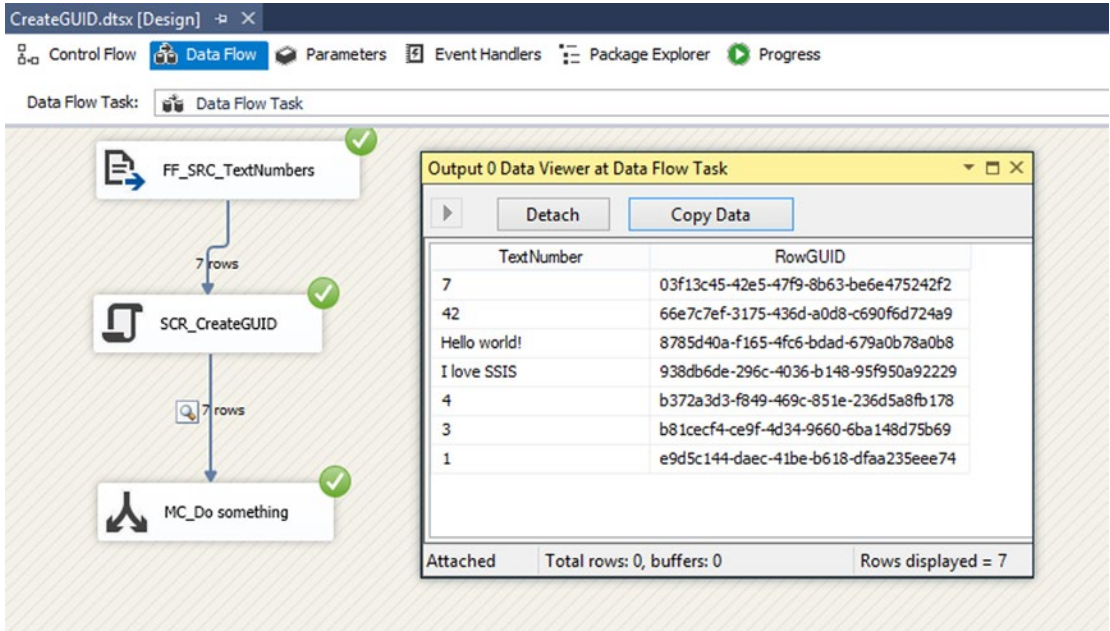 CreateGUID.dtsx [Design]
Control Flow Data Flow Parameters Event Handlers Package Explorer Progress
Data Flow Task: Data Flow Task
FF_SRC_TextNumbers
7 rows
SCR_CreateGUID
7 rows
MC_Do something
Output 0 Data Viewer at Data Flow Task
Detach Copy Data
TextNumber RowGUID
7 03f13c45-42e5-47f9-8b63-be6e475242f2
42 66e7c7ef-3175-436d-a0d8-c690f6d724a9
Hello world! 8785d40a-f165-4fc6-bdad-679a0b78a0b8
I love SSIS 938db6de-296c-4036-b148-95f950a92229
4 b372a3d3-f849-469c-851e-236d5a8fb178
3 b81cecf4-ce9f-4d34-9660-6ba148d75b69
1 e9d5c144-daec-41be-b618-dfaa235eee74
Attached Total rows: 0, buffers: 0 Rows displayed = 7